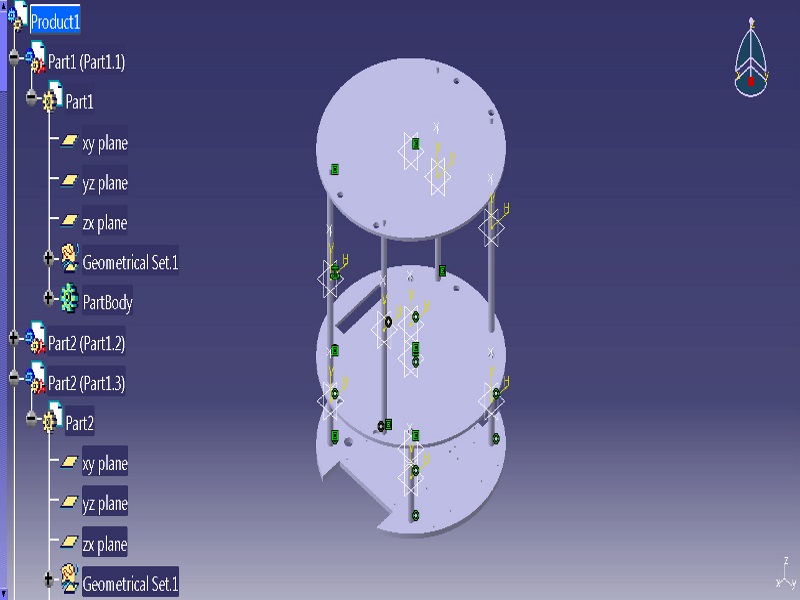 Product1
Part1 (Part1.1)
Part1
xy plane
yz plane
zx plane
Geometrical Set.1
PartBody
Part2 (Part1.2)
Part2 (Part1.3)
Part2
xy plane
yz plane
zx plane
Geometrical Set.1
z
x y